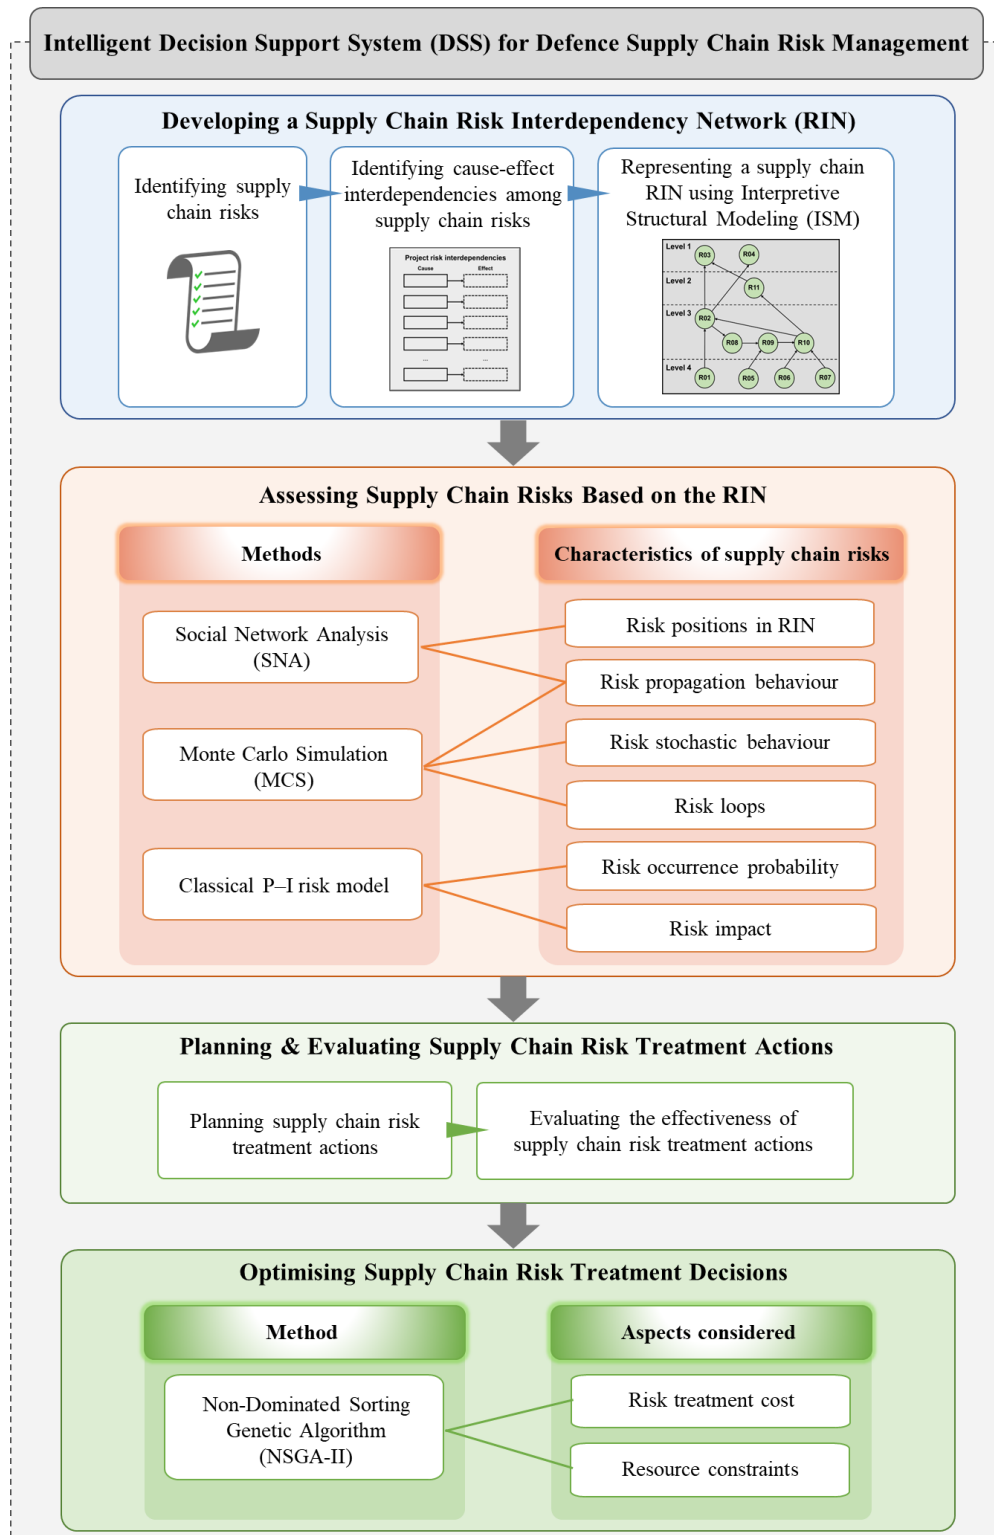 Intelligent Decision Support System (DSS) for Defence Supply Chain Risk Management
Developing a Supply Chain Risk Interdependency Network (RIN)
Identifying supply
chain risks
Identifying cause-effect
interdependencies among
supply chain risks
Project risk interdependencies
Cause
Effect
...
...
Representing a supply chain
RIN using Interpretive
Structural Modeling (ISM)
Level 1
R03
R04
Level 2
R11
Level 3
R02
R08
R09
R10
Level 4
R01
R05
R06
R07
Assessing Supply Chain Risks Based on the RIN
Methods
Social Network Analysis
(SNA)
Monte Carlo Simulation
(MCS)
Classical P–I risk model
Characteristics of supply chain risks
Risk positions in RIN
Risk propagation behaviour
Risk stochastic behaviour
Risk loops
Risk occurrence probability
Risk impact
Planning & Evaluating Supply Chain Risk Treatment Actions
Planning supply chain risk
treatment actions
Evaluating the effectiveness of
supply chain risk treatment actions
Optimising Supply Chain Risk Treatment Decisions
Method
Non-Dominated Sorting
Genetic Algorithm
(NSGA-II)
Aspects considered
Risk treatment cost
Resource constraints